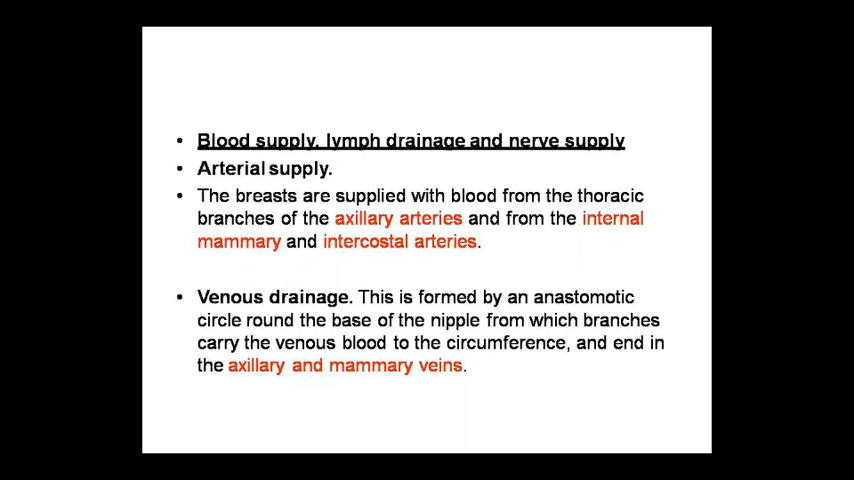 • Blood supply, lymph drainage and nerve supply
• Arterial supply.
• The breasts are supplied with blood from the thoracic
branches of the axillary arteries and from the internal
mammary and intercostal arteries.
• Venous drainage. This is formed by an anastomotic
circle round the base of the nipple from which branches
carry the venous blood to the circumference, and end in
the axillary and mammary veins.